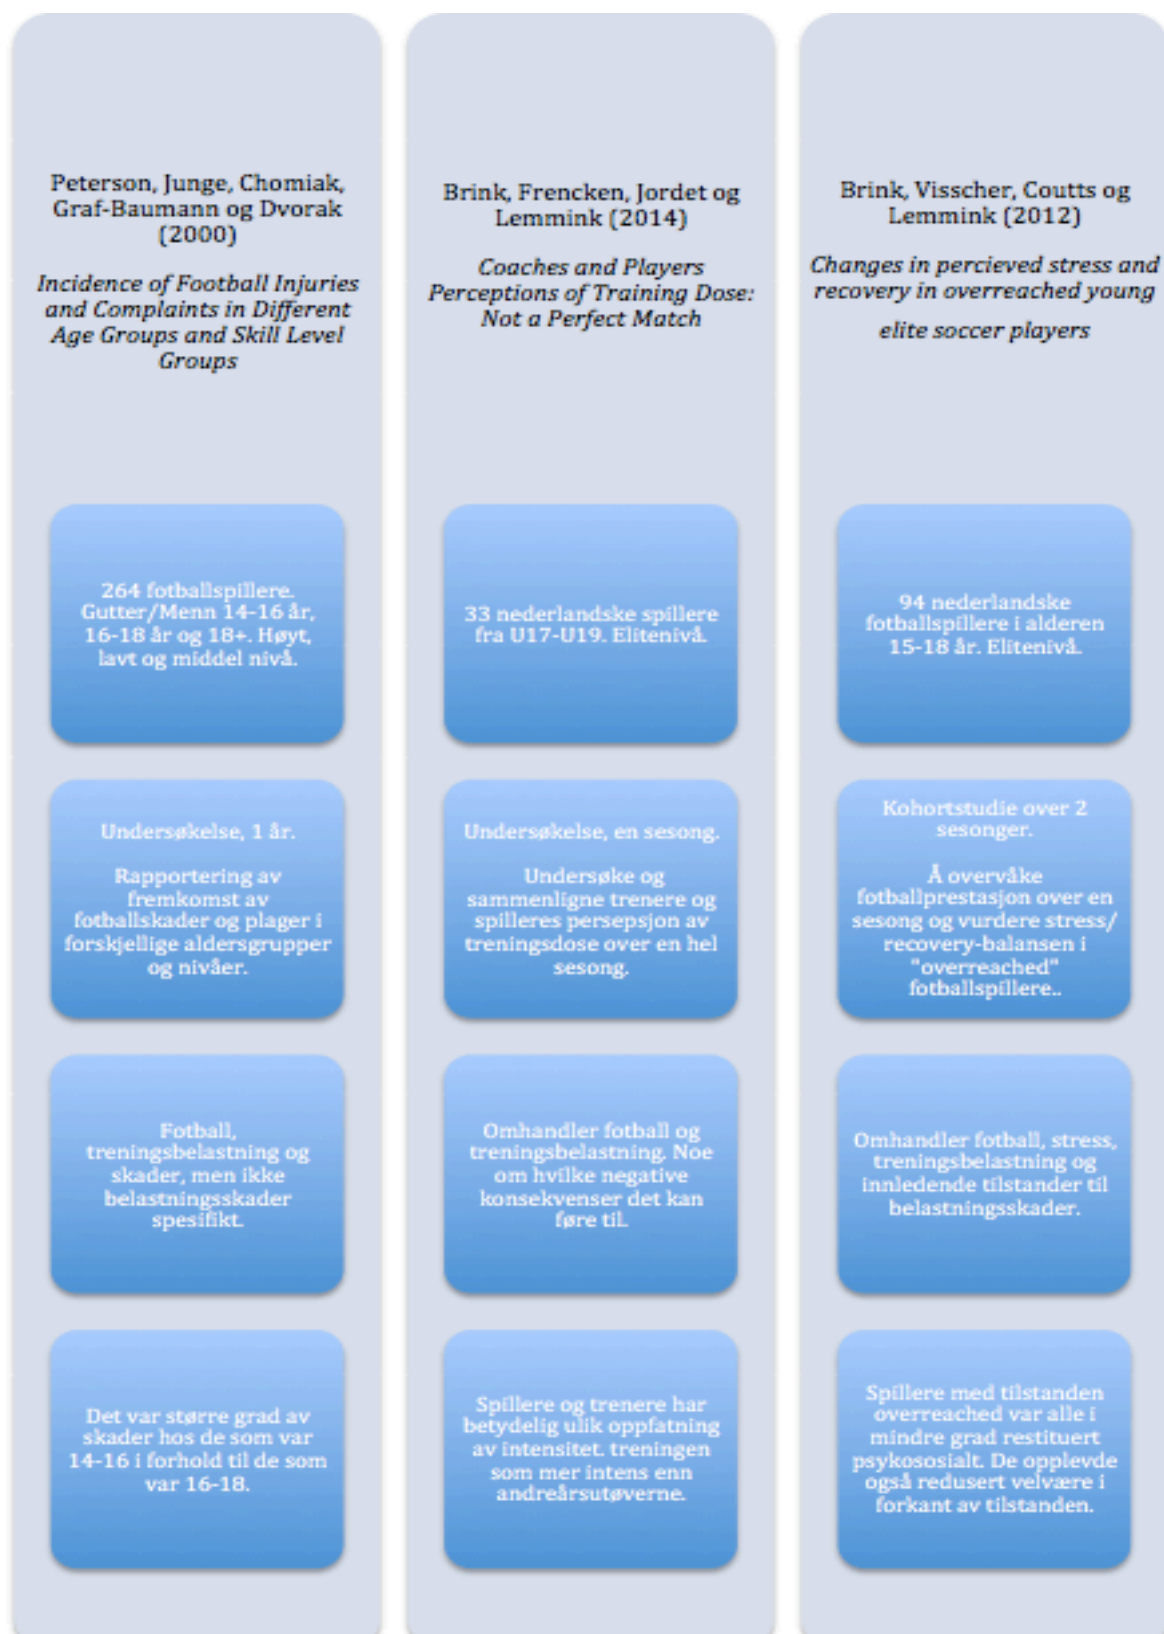 Peterson, Junge, Chomiak,
Graf-Baumann og Dvorak
(2000)
Incidence of Football Injuries
and Complaints in Different
Age Groups and Skill Level
Groups
264 fotballspillere.
Gutter/Menn 14-16 år,
16-18 år og 18+. Høyt,
lavt og middel nivå.
Undersøkelse, 1 år.
Rapportering av
fremkomst av
fotballskader og plager i
forskjellige aldersgrupper
og nivåer.
Fotball,
treningsbelastning og
skader, men ikke
belastningsskader
spesifikt.
Det var større grad av
skader hos de som var
14-16 i forhold til de som
var 16-18.
Brink, Frencken, Jordet og
Lemmink (2014)
Coaches and Players
Perceptions of Training Dose:
Not a Perfect Match
33 nederlandske spillere
fra U17-U19. Elitenivå.
Undersøkelse, en sesong.
Undersøke og
sammenligne trenere og
spilleres persepsjon av
treningsdose over en hel
sesong.
Omhandler fotball og
treningsbelastning. Noe
om hvilke negative
konsekvenser det kan
føre til.
Spillere og trenere har
betydelig ulik oppfatning
av intensitet. treningen
som mer intens enn
andreårsutøverne.
Brink, Visscher, Coutts og
Lemmink (2012)
Changes in percieved stress and
recovery in overreached young
elite soccer players
94 nederlandske
fotballspillere i alderen
15-18 år. Elitenivå.
Kohortstudie over 2
sesonger.
Å overvåke
fotballprestasjon over en
sesong og vurdere stress/
recovery-balansen i
"overreached"
fotballspillere..
Omhandler fotball, stress,
treningsbelastning og
innledende tilstander til
belastningsskader.
Spillere med tilstanden
overreached var alle i
mindre grad restituert
psykososialt. De opplevde
også redusert velvære i
forkant av tilstanden.